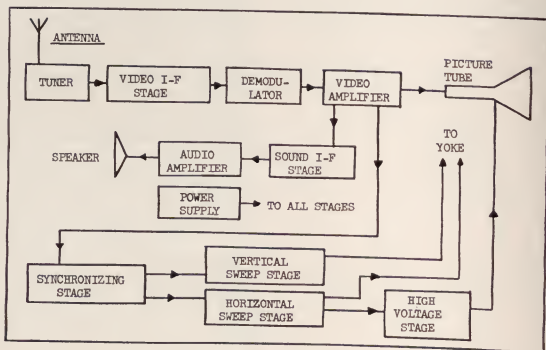 ANTENNA
TUNER
VIDEO I-F
STAGE
DEMODU-
LATOR
VIDEO
AMPLIFIER
PICTURE
TUBE
SPEAKER
AUDIO
AMPLIFIER
SOUND I-F
STAGE
TO
YOKE
POWER
SUPPLY
TO ALL STAGES
SYNCHRONIZING
STAGE
VERTICAL
SWEEP STAGE
HORIZONTAL
SWEEP STAGE
HIGH
VOLTAGE
STAGE